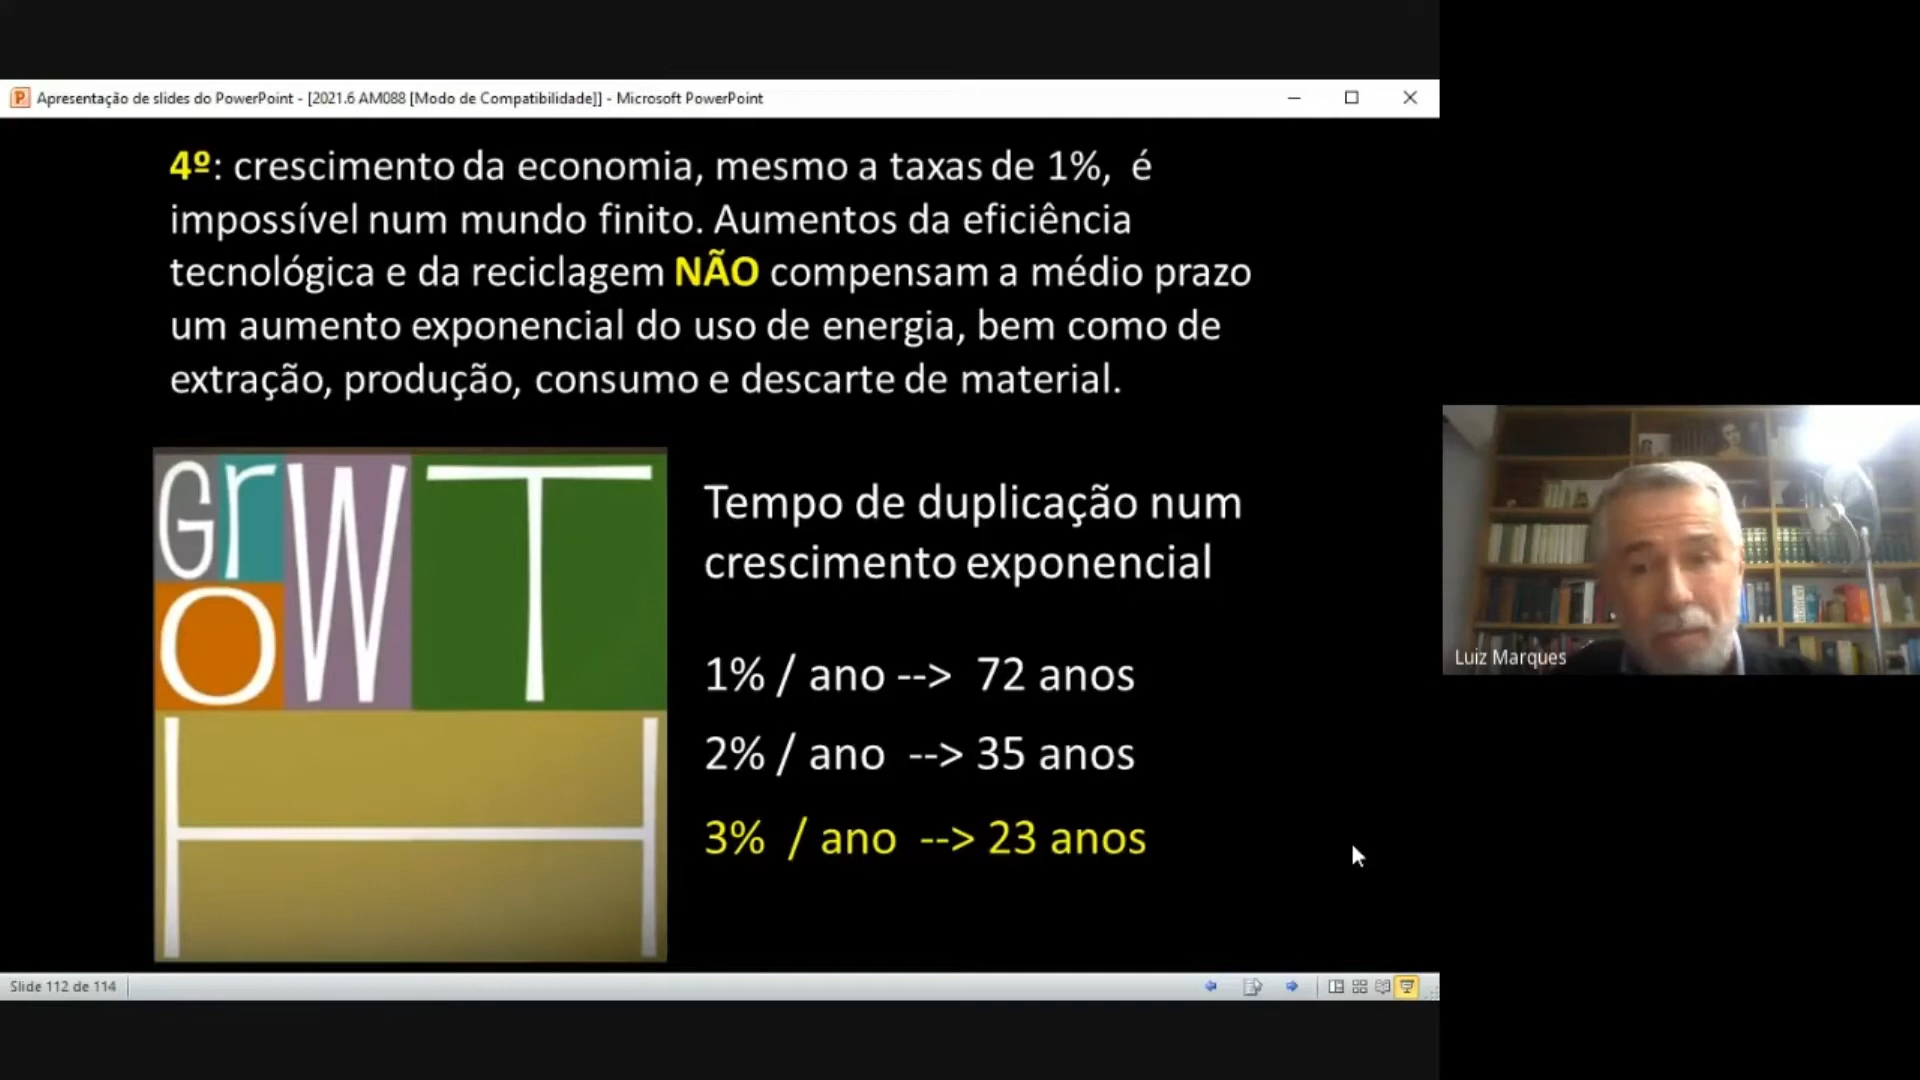 Apresentação de slides do PowerPoint - [2021.6 AM088 [Modo de Compatibilidade]] - Microsoft PowerPoint
4º: crescimento da economia, mesmo a taxas de 1%, é
impossível num mundo finito. Aumentos da eficiência
tecnológica e da reciclagem NÃO compensam a médio prazo
um aumento exponencial do uso de energia, bem como de
extração, produção, consumo e descarte de material.
GrOWTH
Tempo de duplicação num
crescimento exponencial
1% / ano --> 72 anos
2% / ano --> 35 anos
3% / ano --> 23 anos
Luiz Marques
Slide 112 de 114